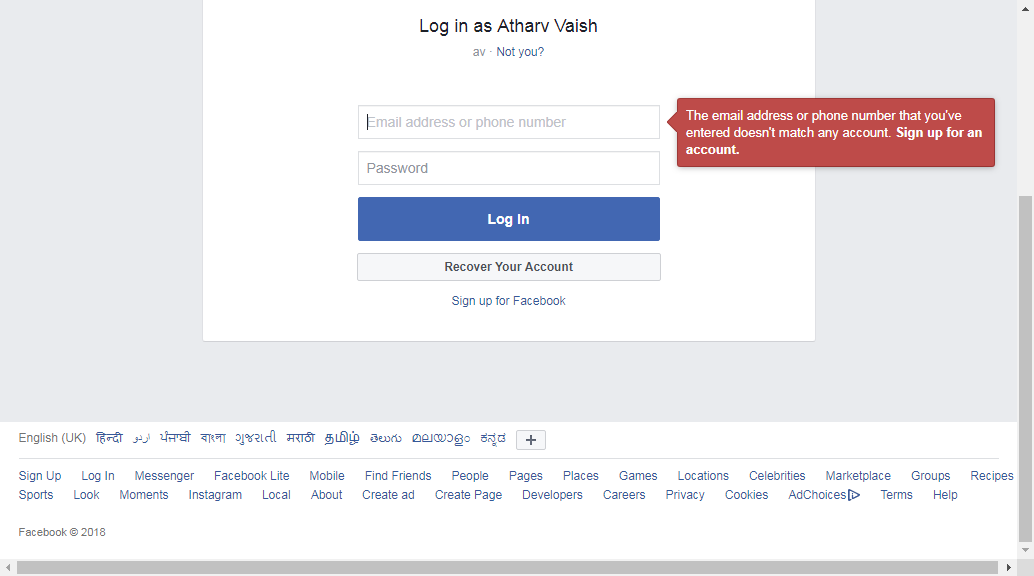 Log in as Atharv Vaish
av · Not you?
Email address or phone number
The email address or phone number that you've
entered doesn't match any account. Sign up for an
account.
Password
Log In
Recover Your Account
Sign up for Facebook
English (UK) हिन्दी اردو ਪੰਜਾਬੀ বাংলা ગુજરાતી मराठी தமிழ் తెలుగు മലയാളം ಕನ್ನಡ +
Sign Up Log In Messenger Facebook Lite Mobile Find Friends People Pages Places Games Locations Celebrities Marketplace Groups Recipes
Sports Look Moments Instagram Local About Create ad Create Page Developers Careers Privacy Cookies AdChoices Terms Help
Facebook © 2018